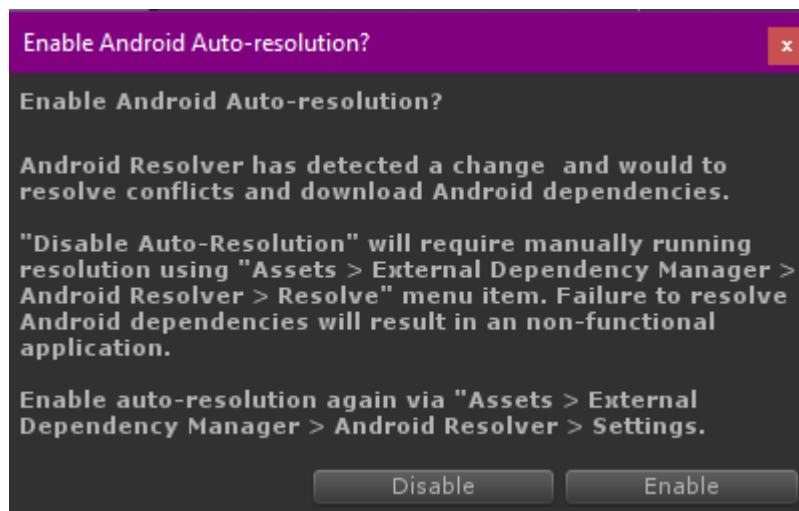 Enable Android Auto-resolution?
x
Enable Android Auto-resolution?
Android Resolver has detected a change  and would to
resolve conflicts and download Android dependencies.
"Disable Auto-Resolution" will require manually running
resolution using "Assets > External Dependency Manager >
Android Resolver > Resolve" menu item. Failure to resolve
Android dependencies will result in an non-functional
application.
Enable auto-resolution again via "Assets > External
Dependency Manager > Android Resolver > Settings.
Disable Enable